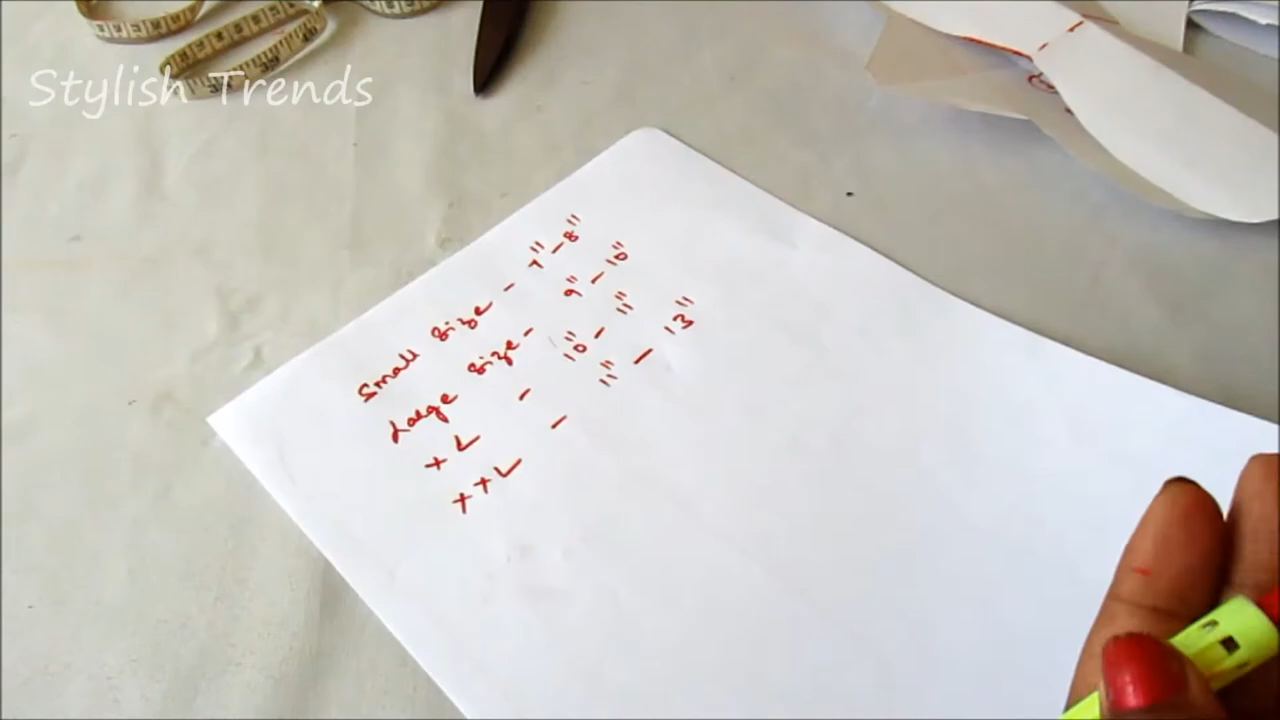 Stylish Trends
Small size - 7" - 8"
Large size - 9" - 10"
XL - 10" - 11"
XXL - 11" - 13"